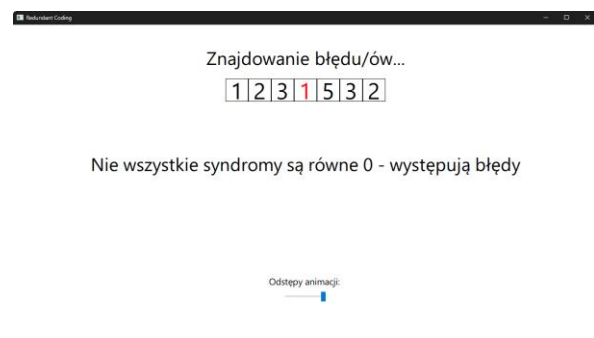 Redundant Coding
Znajdowanie błędu/ów...
1 2 3 1 5 3 2
Nie wszystkie syndromy są równe 0 - występują błędy
Odstępy animacji: